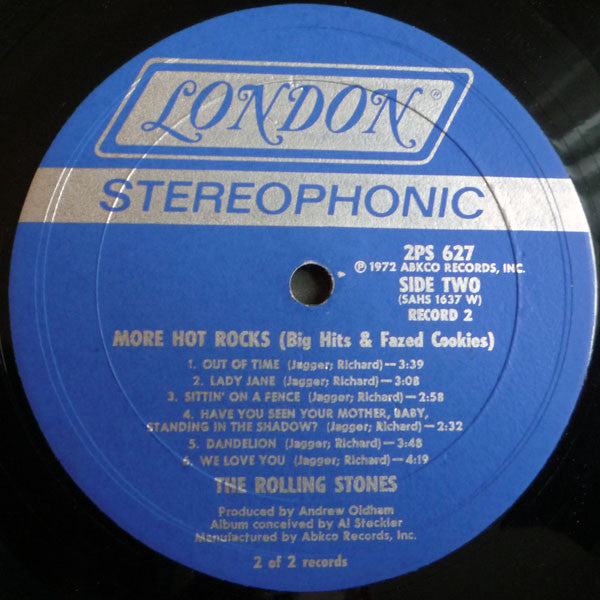 LONDON®
STEREOPHONIC
2PS 627
℗ 1972 ABKCO RECORDS, INC.
SIDE TWO
(SAHS 1637 W)
RECORD 2
MORE HOT ROCKS (Big Hits & Fazed Cookies)
1. OUT OF TIME (Jagger; Richard)—3:39
2. LADY JANE (Jagger; Richard)—3:08
3. SITTIN' ON A FENCE (Jagger; Richard)—2:58
4. HAVE YOU SEEN YOUR MOTHER, BABY,
STANDING IN THE SHADOW? (Jagger; Richard)—2:32
5. DANDELION (Jagger; Richard)—3:48
6. WE LOVE YOU (Jagger; Richard)—4:19
THE ROLLING STONES
Produced by Andrew Oldham
Album conceived by Al Steckler
Manufactured by Abkco Records, Inc.
2 of 2 records